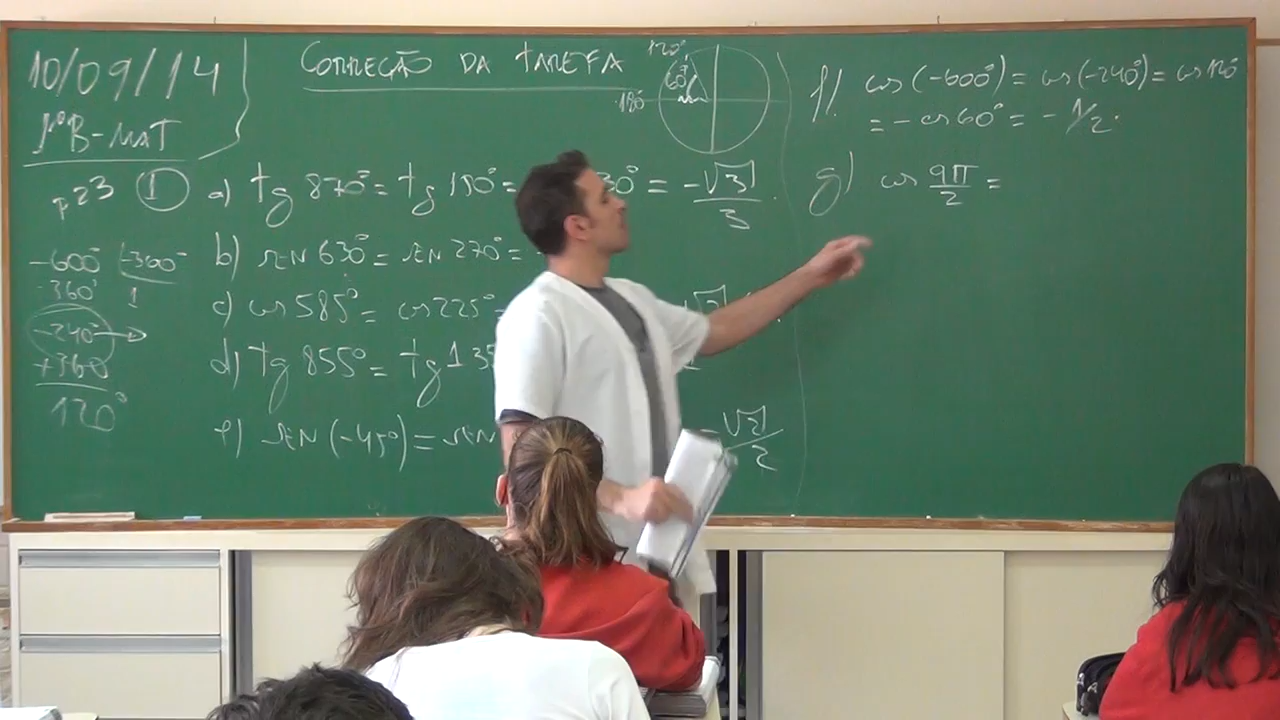 10/09/14
1ºB-MAT
CORREÇÃO DA TAREFA
120°
60°
180°
p23 1 a) tg 870° = tg 150° = 30° = -√3/3.
b) SEN 630° = SEN 270° =
c) cos 585° = cos 225° =
d) tg 855° = tg 135
e) SEN (-45°) = SEN -√2/2
-600° |-360°
-360° 1
-240° →
+360
120°
f) cos (-600°) = cos (-240°) = cos 120°
= - cos 60° = - 1/2.
g) cos 9π/2 =